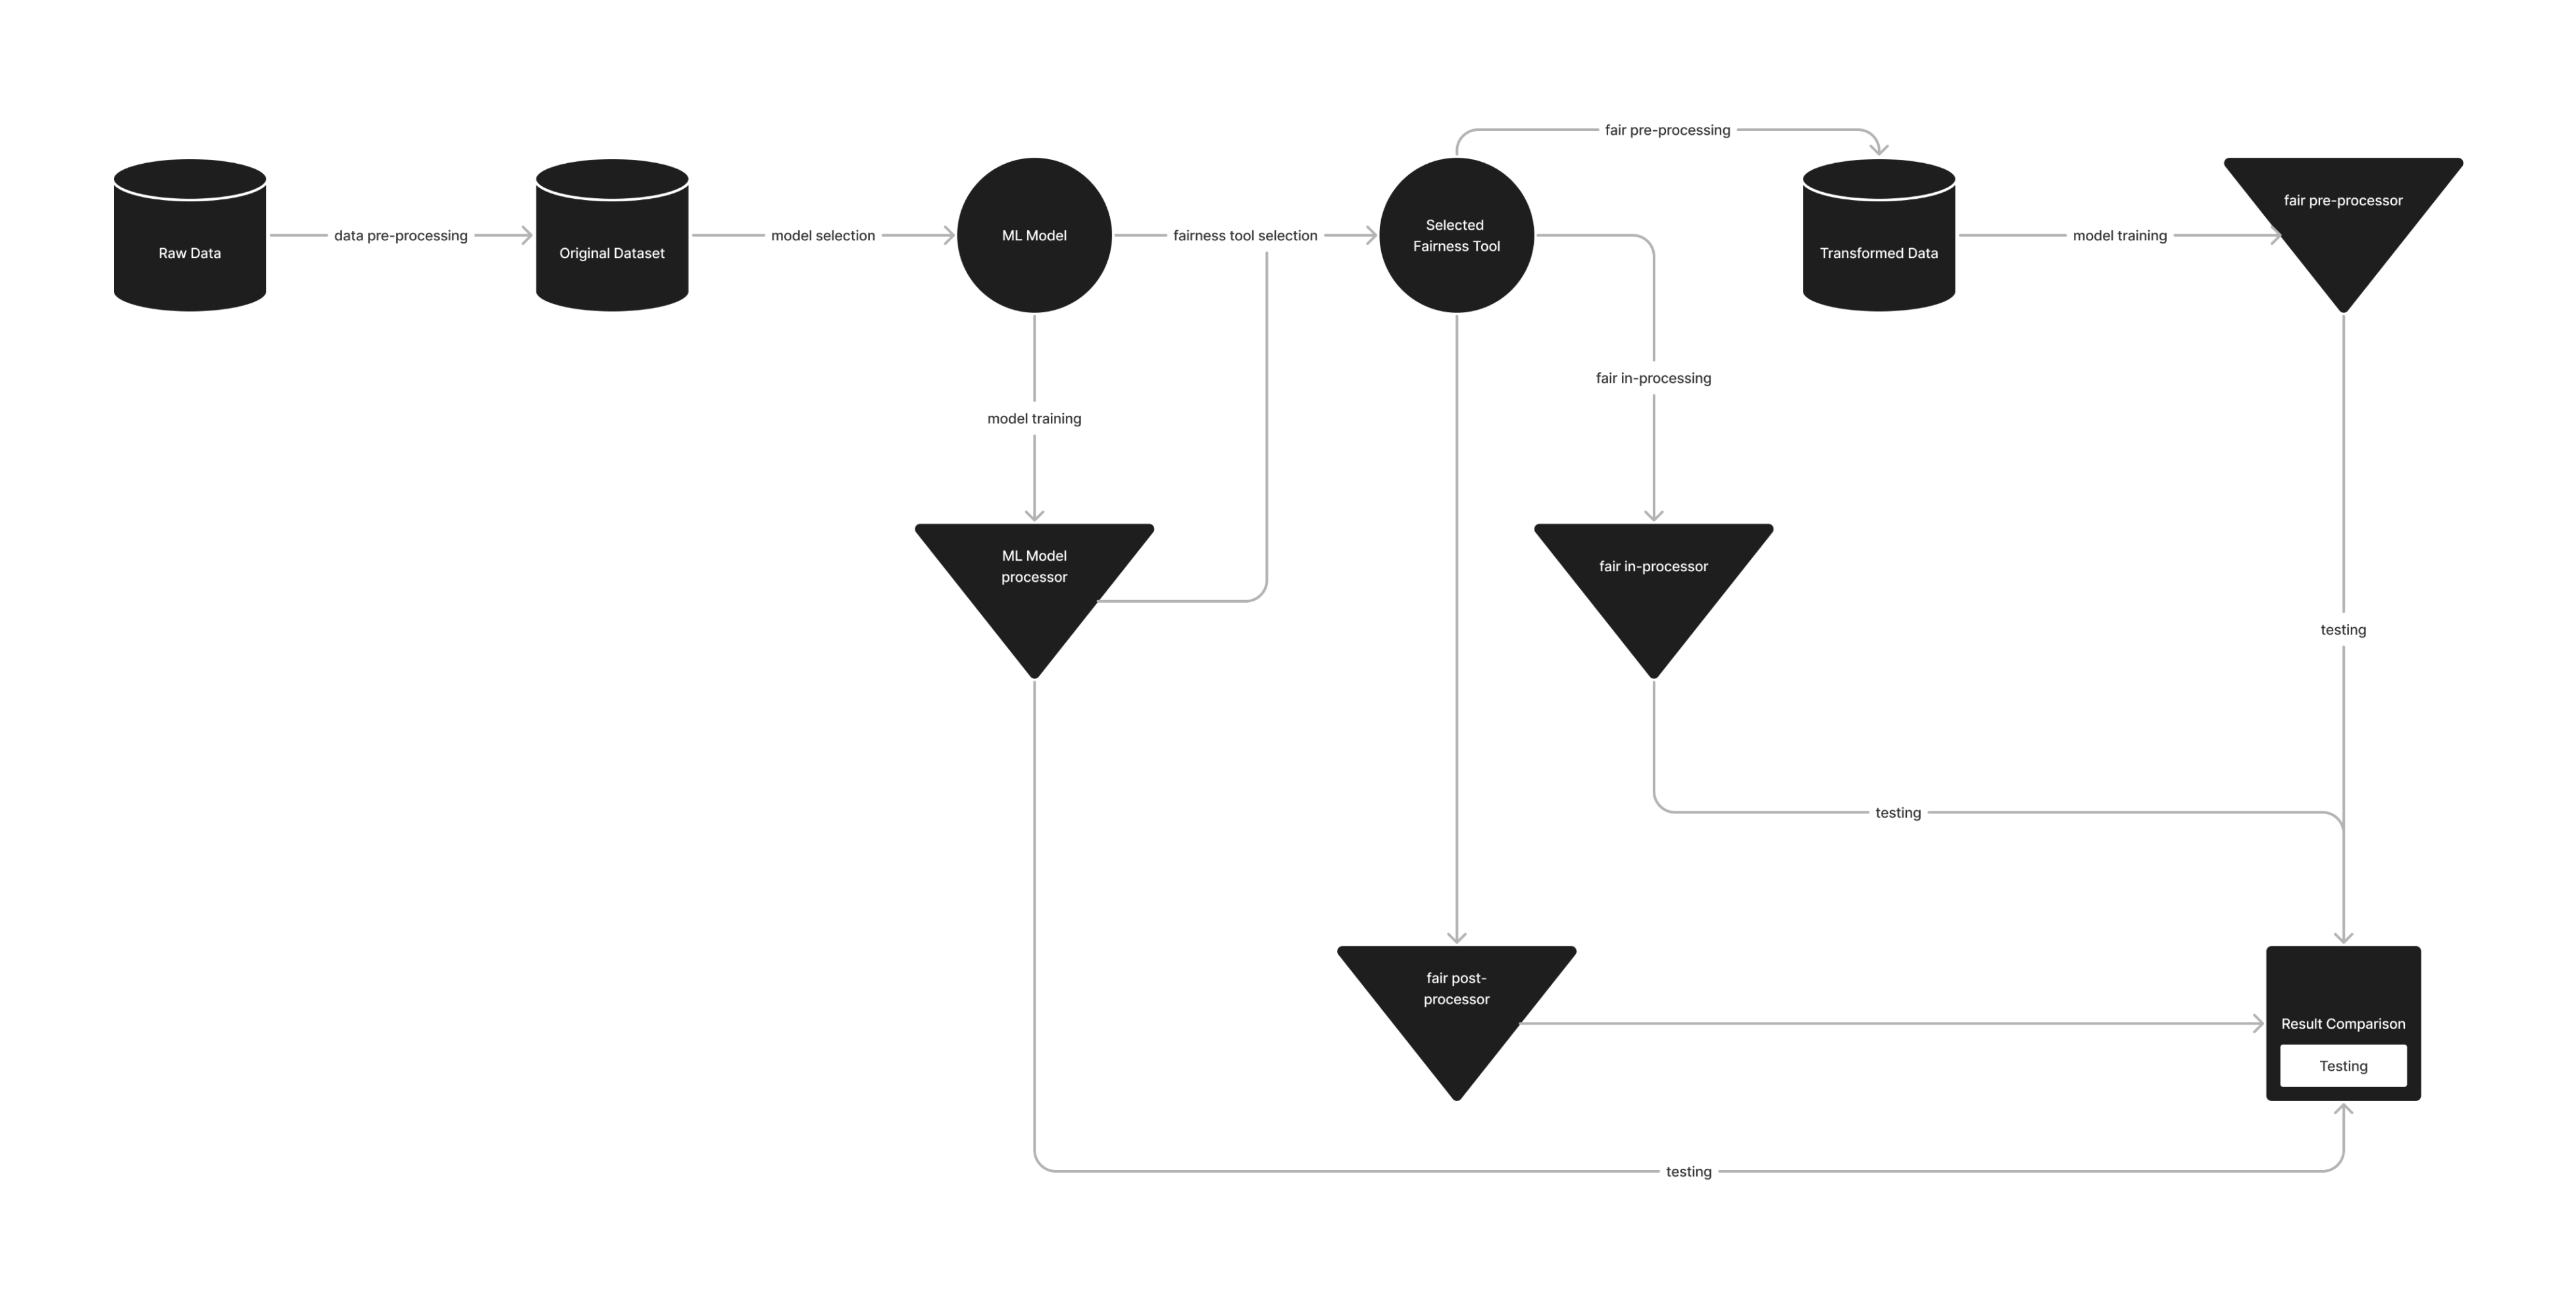 fair pre-processing
Raw Data
data pre-processing
Original Dataset
model selection
ML Model
fairness tool selection
Selected
Fairness Tool
Transformed Data
model training
fair pre-processor
fair in-processing
model training
ML Model
processor
fair in-processor
testing
testing
fair post-
processor
Result Comparison
Testing
testing